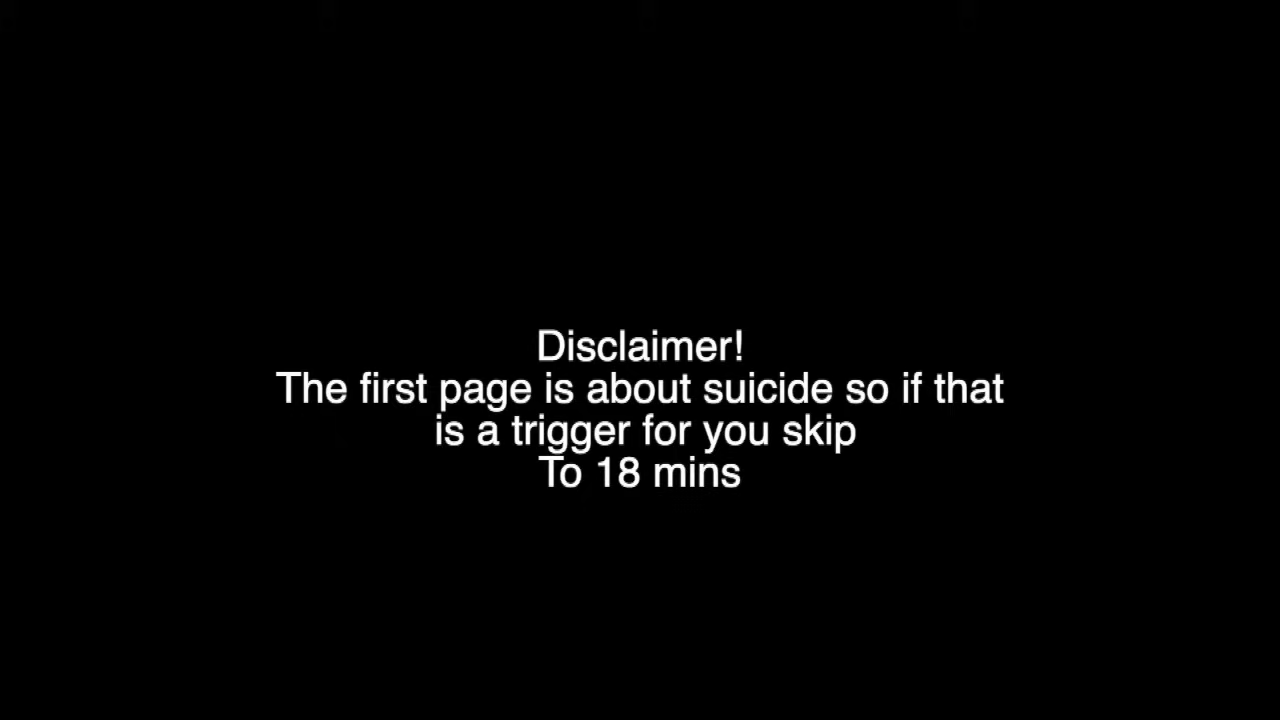 Disclaimer!
The first page is about suicide so if that
is a trigger for you skip
To 18 mins